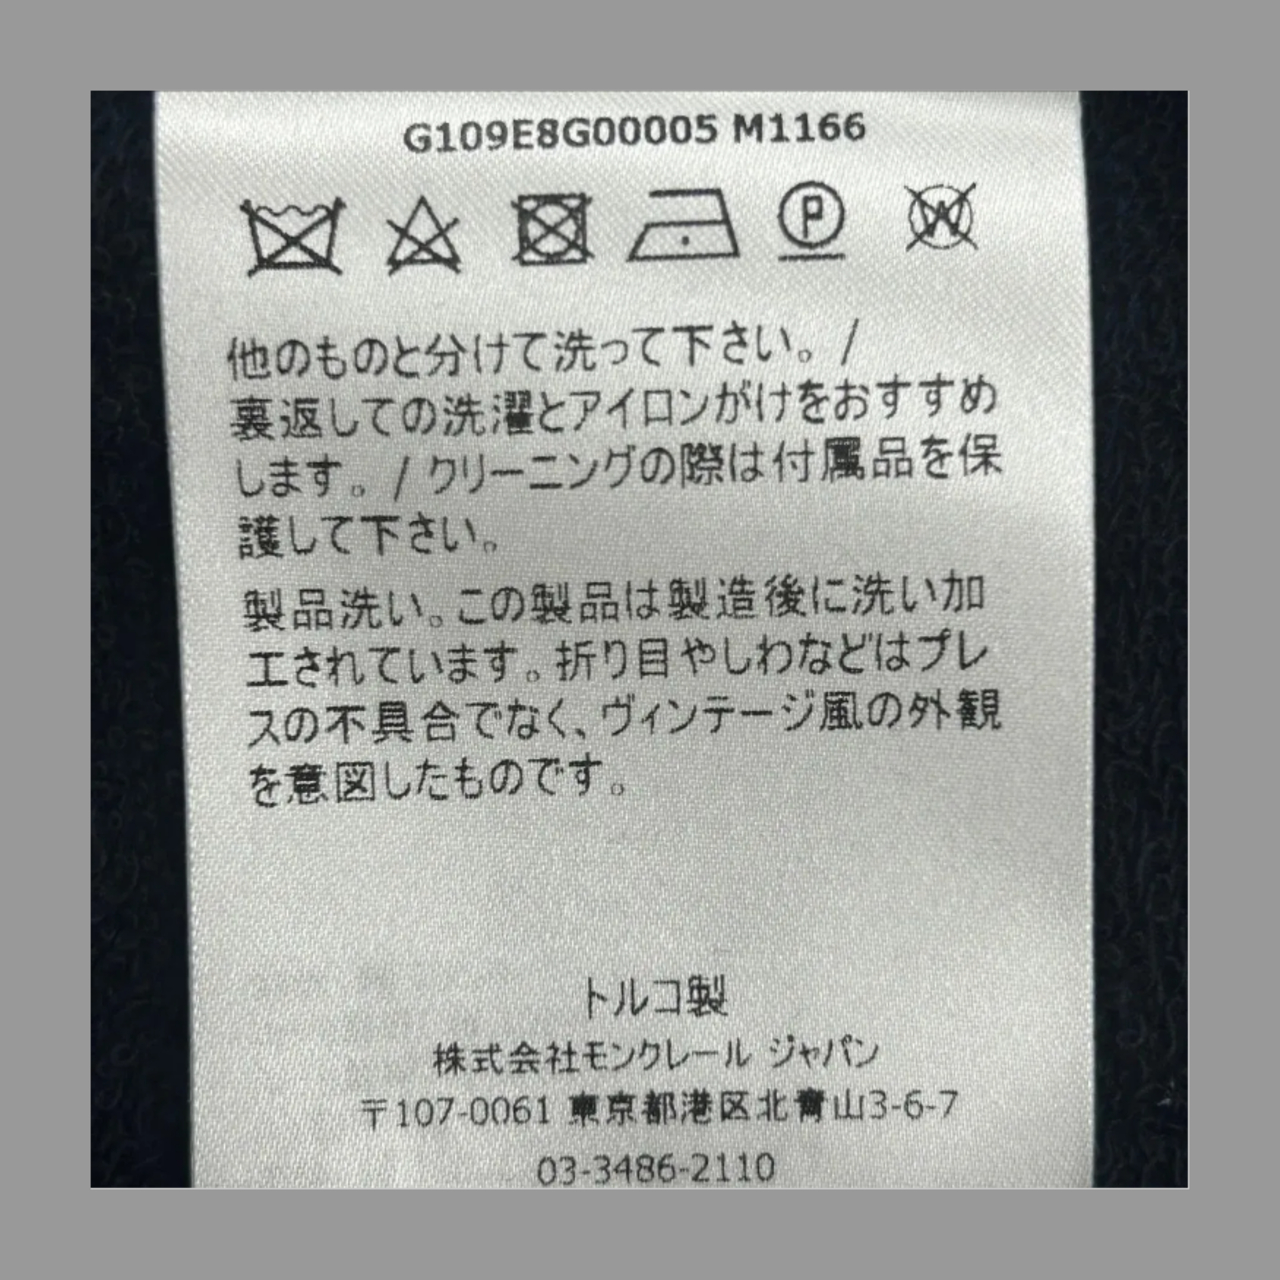 G109E8G00005 M1166
他のものと分けて洗って下さい。/
裏返しての洗濯とアイロンがけをおすすめ
します。/ クリーニングの際は付属品を保
護して下さい。
製品洗い。この製品は製造後に洗い加
工されています。折り目やしわなどはプレ
スの不具合でなく、ヴィンテージ風の外観
を意図したものです。
トルコ製
株式会社モンクレール ジャパン
〒107-0061 東京都港区北青山3-6-7
03-3486-2110